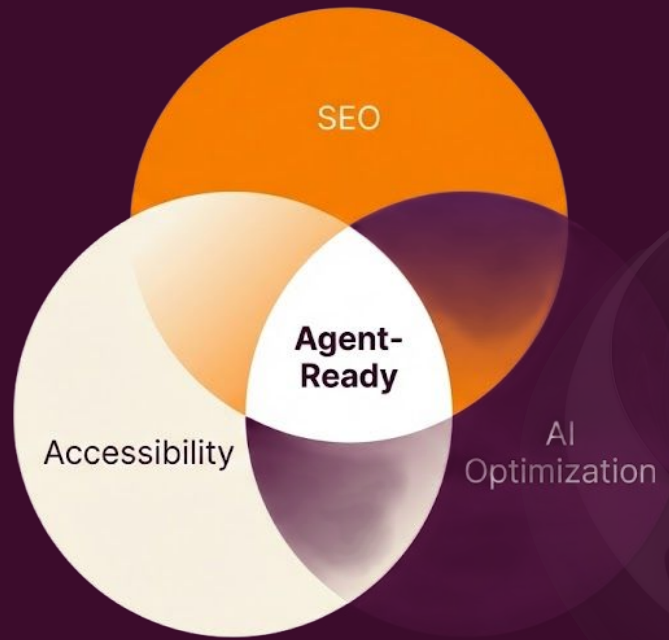 SEO
Agent-
Ready
Accessibility
AI
Optimization